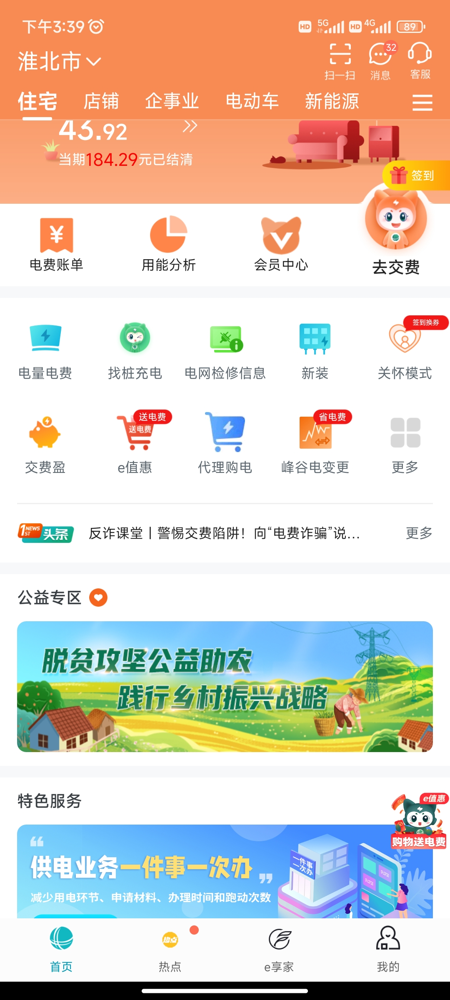 下午3:39
HD 5G HD 4G 89
淮北市
32
扫一扫 消息 客服
住宅 店铺 企事业 电动车 新能源
43.92
当期184.29元已结清
签到
电费账单 用能分析 会员中心 去交费
签到换券
电量电费 找桩充电 电网检修信息 新装 关怀模式
送电费 省电费
送电费
交费盈 e值惠 代理购电 峰谷电变更 更多
1ST NEWS 头条 反诈课堂丨警惕交费陷阱！向“电费诈骗”说... 更多
公益专区
脱贫攻坚公益助农
践行乡村振兴战略
特色服务
e值惠
购物送电费
“供电业务一件事一次办”
一件事
一次办
减少用电环节、申请材料、办理时间和跑动次数
热点
首页 热点 e享家 我的